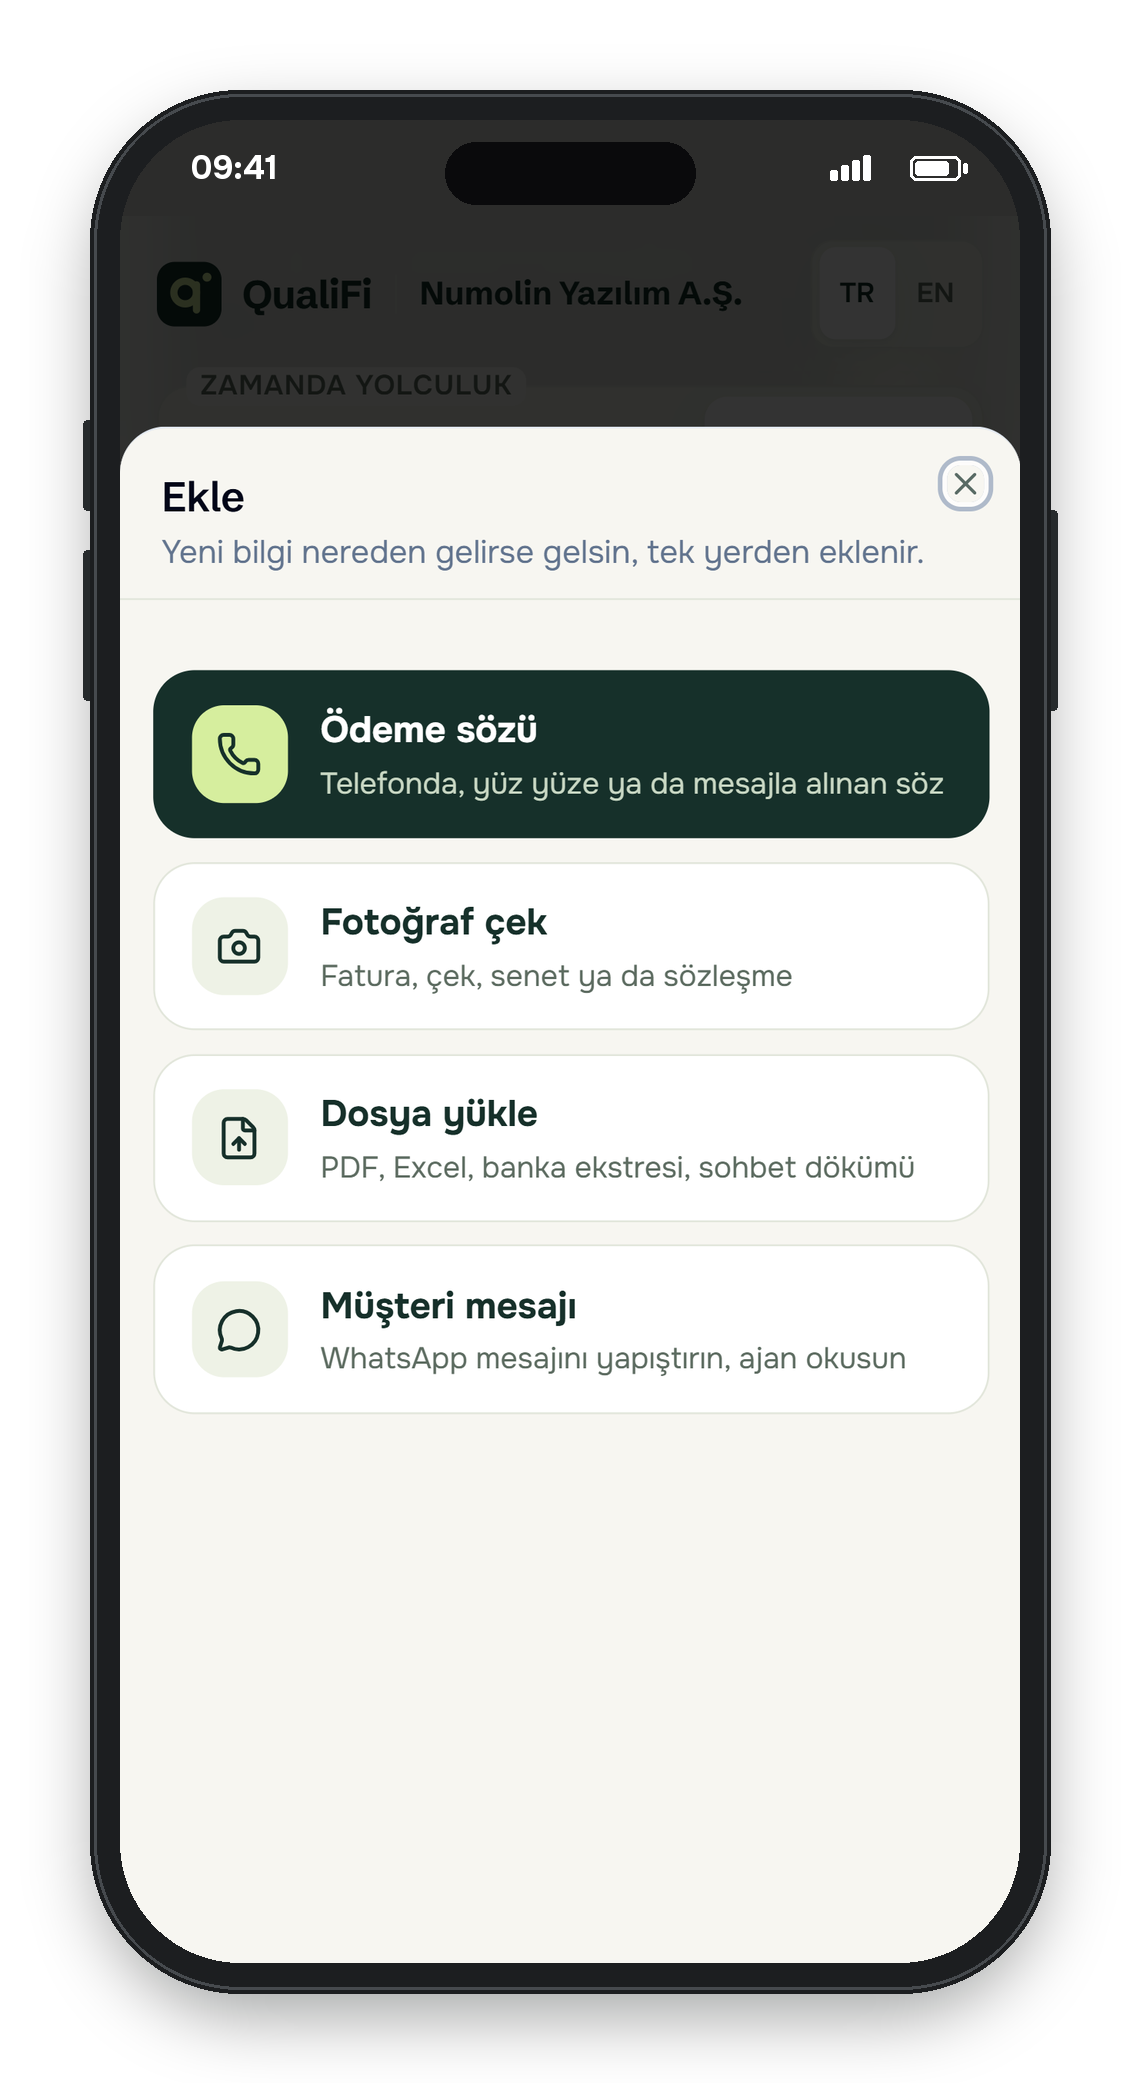 09:41
QualiFi
Numolin Yazılım A.Ş.
TR
EN
ZAMANDA YOLCULUK
Ekle
Yeni bilgi nereden gelirse gelsin, tek yerden eklenir.
Ödeme sözü
Telefonda, yüz yüze ya da mesajla alınan söz
Fotoğraf çek
Fatura, çek, senet ya da sözleşme
Dosya yükle
PDF, Excel, banka ekstresi, sohbet dökümü
Müşteri mesajı
WhatsApp mesajını yapıştırın, ajan okusun